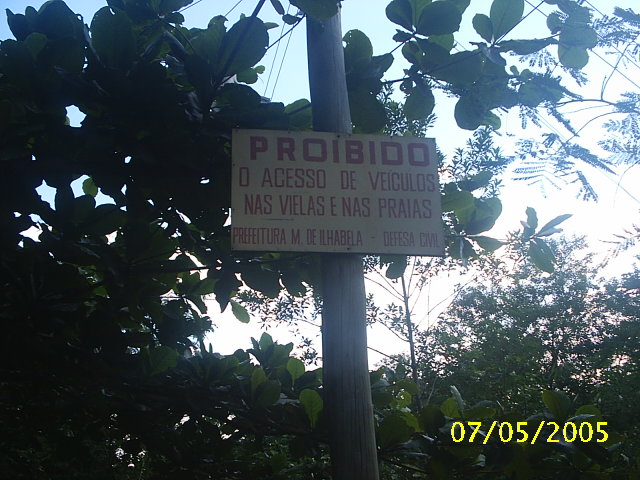 PROIBIDO
O ACESSO DE VEÍCULOS
NAS VIELAS E NAS PRAIAS
PREFEITURA M. DE ILHABELA - DEFESA CIVIL
07/05/2005